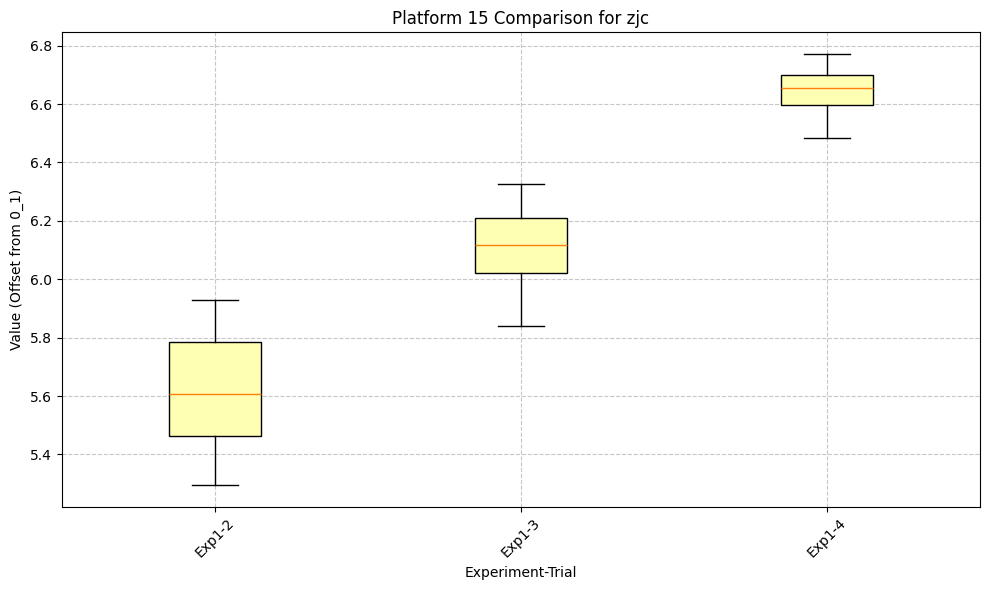 Platform 15 Comparison for zjc
Value (Offset from 0_1)
6.8
6.6
6.4
6.2
6.0
5.8
5.6
5.4
Exp1-2
Exp1-3
Exp1-4
Experiment-Trial